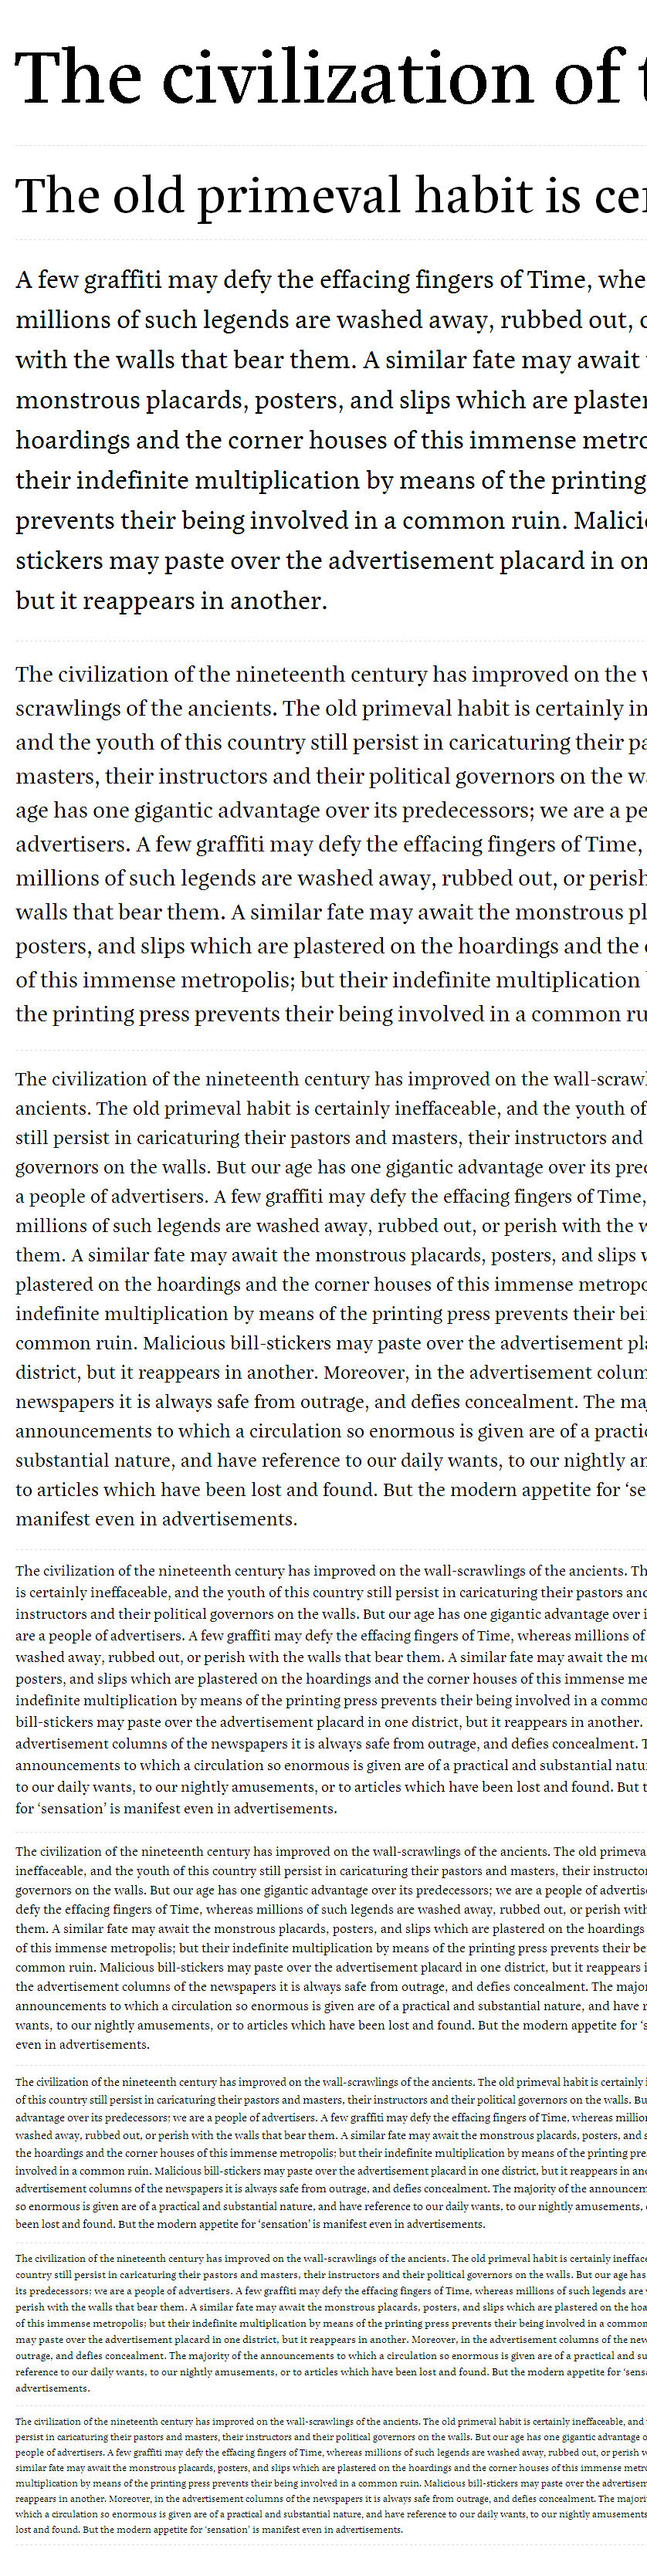 The civilization of t
The old primeval habit is cer
A few graffiti may defy the effacing fingers of Time, whe
millions of such legends are washed away, rubbed out, o
with the walls that bear them. A similar fate may await
monstrous placards, posters, and slips which are plaster
hoardings and the corner houses of this immense metro
their indefinite multiplication by means of the printing
prevents their being involved in a common ruin. Malicio
stickers may paste over the advertisement placard in on
but it reappears in another.
The civilization of the nineteenth century has improved on the w
scrawlings of the ancients. The old primeval habit is certainly in
and the youth of this country still persist in caricaturing their pa
masters, their instructors and their political governors on the wa
age has one gigantic advantage over its predecessors; we are a pe
advertisers. A few graffiti may defy the effacing fingers of Time,
millions of such legends are washed away, rubbed out, or perish
walls that bear them. A similar fate may await the monstrous pl
posters, and slips which are plastered on the hoardings and the c
of this immense metropolis; but their indefinite multiplication
the printing press prevents their being involved in a common ru
The civilization of the nineteenth century has improved on the wall-scrawl
ancients. The old primeval habit is certainly ineffaceable, and the youth of
still persist in caricaturing their pastors and masters, their instructors and
governors on the walls. But our age has one gigantic advantage over its pred
a people of advertisers. A few graffiti may defy the effacing fingers of Time,
millions of such legends are washed away, rubbed out, or perish with the w
them. A similar fate may await the monstrous placards, posters, and slips w
plastered on the hoardings and the corner houses of this immense metropo
indefinite multiplication by means of the printing press prevents their bei
common ruin. Malicious bill-stickers may paste over the advertisement pla
district, but it reappears in another. Moreover, in the advertisement colum
newspapers it is always safe from outrage, and defies concealment. The maj
announcements to which a circulation so enormous is given are of a practic
substantial nature, and have reference to our daily wants, to our nightly am
to articles which have been lost and found. But the modern appetite for ‘se
manifest even in advertisements.
The civilization of the nineteenth century has improved on the wall-scrawlings of the ancients. Th
is certainly ineffaceable, and the youth of this country still persist in caricaturing their pastors and
instructors and their political governors on the walls. But our age has one gigantic advantage over i
are a people of advertisers. A few graffiti may defy the effacing fingers of Time, whereas millions of
washed away, rubbed out, or perish with the walls that bear them. A similar fate may await the mo
posters, and slips which are plastered on the hoardings and the corner houses of this immense me
indefinite multiplication by means of the printing press prevents their being involved in a commo
bill-stickers may paste over the advertisement placard in one district, but it reappears in another.
advertisement columns of the newspapers it is always safe from outrage, and defies concealment. T
announcements to which a circulation so enormous is given are of a practical and substantial natur
to our daily wants, to our nightly amusements, or to articles which have been lost and found. But t
for ‘sensation’ is manifest even in advertisements.
The civilization of the nineteenth century has improved on the wall-scrawlings of the ancients. The old primeva
ineffaceable, and the youth of this country still persist in caricaturing their pastors and masters, their instructor
governors on the walls. But our age has one gigantic advantage over its predecessors; we are a people of advertise
defy the effacing fingers of Time, whereas millions of such legends are washed away, rubbed out, or perish with
them. A similar fate may await the monstrous placards, posters, and slips which are plastered on the hoardings
of this immense metropolis; but their indefinite multiplication by means of the printing press prevents their be
common ruin. Malicious bill-stickers may paste over the advertisement placard in one district, but it reappears i
the advertisement columns of the newspapers it is always safe from outrage, and defies concealment. The major
announcements to which a circulation so enormous is given are of a practical and substantial nature, and have r
wants, to our nightly amusements, or to articles which have been lost and found. But the modern appetite for ‘s
even in advertisements.
The civilization of the nineteenth century has improved on the wall-scrawlings of the ancients. The old primeval habit is certainly i
of this country still persist in caricaturing their pastors and masters, their instructors and their political governors on the walls. Bu
advantage over its predecessors; we are a people of advertisers. A few graffiti may defy the effacing fingers of Time, whereas million
washed away, rubbed out, or perish with the walls that bear them. A similar fate may await the monstrous placards, posters, and s
the hoardings and the corner houses of this immense metropolis; but their indefinite multiplication by means of the printing pre
involved in a common ruin. Malicious bill-stickers may paste over the advertisement placard in one district, but it reappears in an
advertisement columns of the newspapers it is always safe from outrage, and defies concealment. The majority of the announcem
so enormous is given are of a practical and substantial nature, and have reference to our daily wants, to our nightly amusements,
been lost and found. But the modern appetite for ‘sensation’ is manifest even in advertisements.
The civilization of the nineteenth century has improved on the wall-scrawlings of the ancients. The old primeval habit is certainly inefface
country still persist in caricaturing their pastors and masters, their instructors and their political governors on the walls. But our age has
its predecessors; we are a people of advertisers. A few graffiti may defy the effacing fingers of Time, whereas millions of such legends are
perish with the walls that bear them. A similar fate may await the monstrous placards, posters, and slips which are plastered on the hoa
of this immense metropolis; but their indefinite multiplication by means of the printing press prevents their being involved in a common
may paste over the advertisement placard in one district, but it reappears in another. Moreover, in the advertisement columns of the new
outrage, and defies concealment. The majority of the announcements to which a circulation so enormous is given are of a practical and su
reference to our daily wants, to our nightly amusements, or to articles which have been lost and found. But the modern appetite for ‘sens
advertisements.
The civilization of the nineteenth century has improved on the wall-scrawlings of the ancients. The old primeval habit is certainly ineffaceable, and
persist in caricaturing their pastors and masters, their instructors and their political governors on the walls. But our age has one gigantic advantage o
people of advertisers. A few graffiti may defy the effacing fingers of Time, whereas millions of such legends are washed away, rubbed out, or perish w
similar fate may await the monstrous placards, posters, and slips which are plastered on the hoardings and the corner houses of this immense metro
multiplication by means of the printing press prevents their being involved in a common ruin. Malicious bill-stickers may paste over the advertisem
reappears in another. Moreover, in the advertisement columns of the newspapers it is always safe from outrage, and defies concealment. The majori
which a circulation so enormous is given are of a practical and substantial nature, and have reference to our daily wants, to our nightly amusements
lost and found. But the modern appetite for ‘sensation’ is manifest even in advertisements.